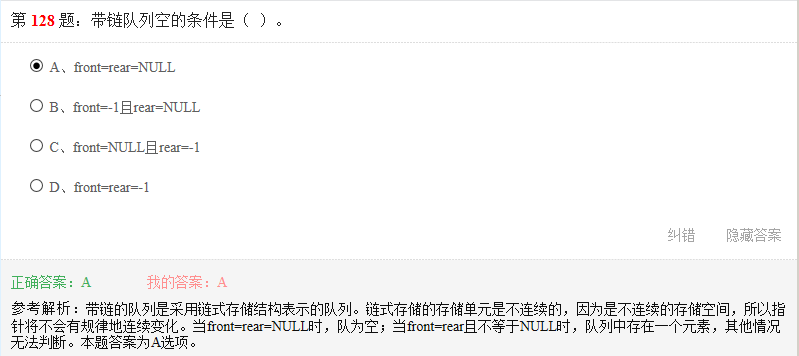 第 128 题：带链队列空的条件是（ ）。
A、front=rear=NULL
B、front=-1且rear=NULL
C、front=NULL且rear=-1
D、front=rear=-1
纠错 隐藏答案
正确答案：A 我的答案：A
参考解析：带链的队列是采用链式存储结构表示的队列。链式存储的存储单元是不连续的，因为是不连续的存储空间，所以指
针将不会有规律地连续变化。当front=rear=NULL时，队为空；当front=rear且不等于NULL时，队列中存在一个元素，其他情况
无法判断。本题答案为A选项。